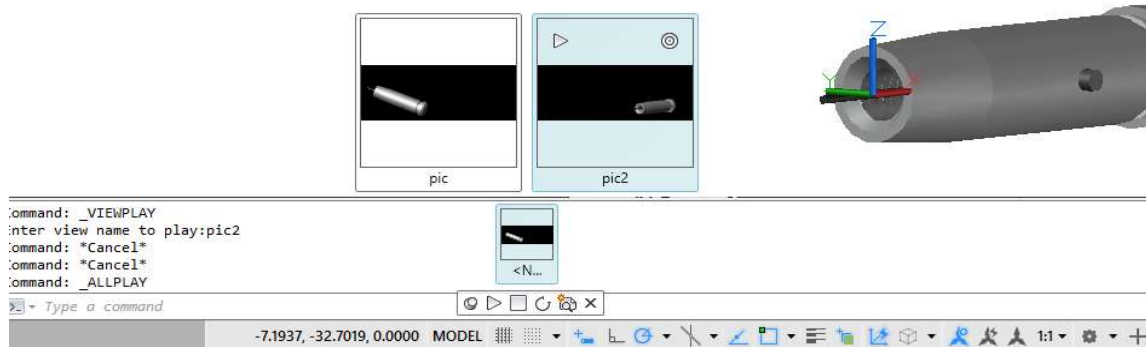 Z
Y
X
pic
pic2
Command: _VIEWPLAY
Enter view name to play:pic2
Command: *Cancel*
Command: *Cancel*
Command: _ALLPLAY
<N...
Type a command
-7.1937, -32.7019, 0.0000 MODEL 1:1